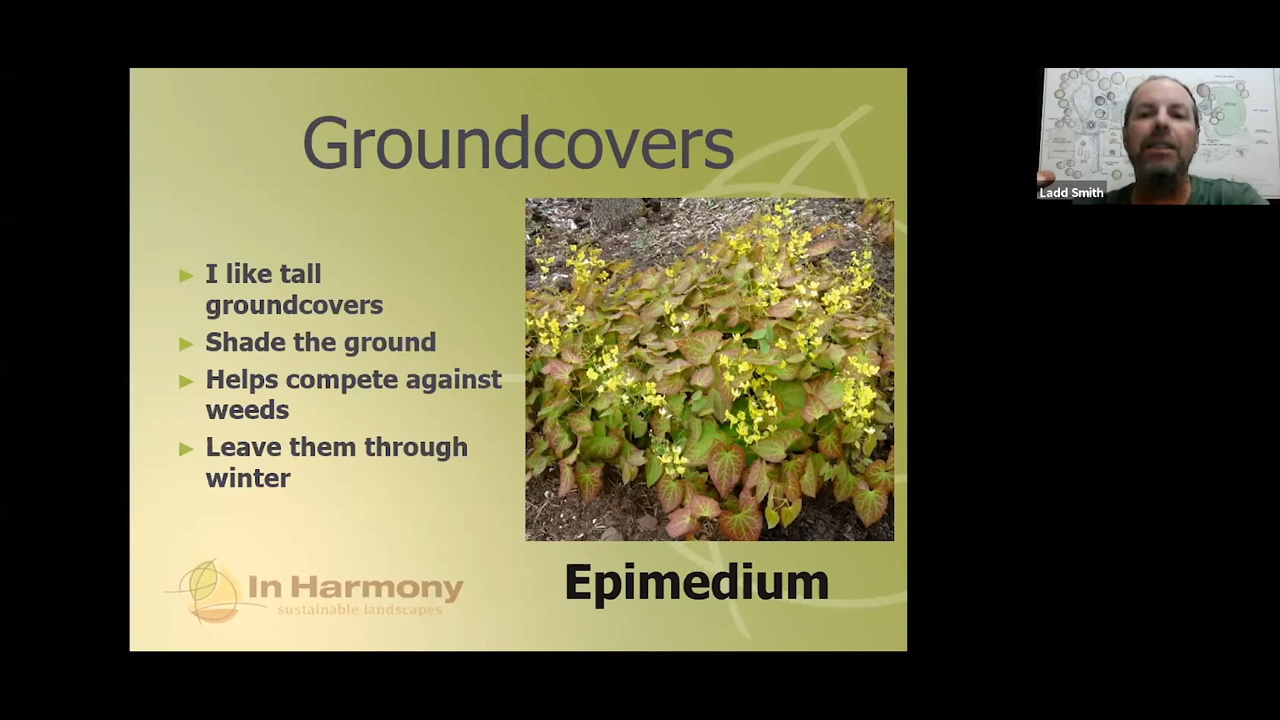 Groundcovers
I like tall
groundcovers
Shade the ground
Helps compete against
weeds
Leave them through
winter
In Harmony
sustainable landscapes
Epimedium
Ladd Smith